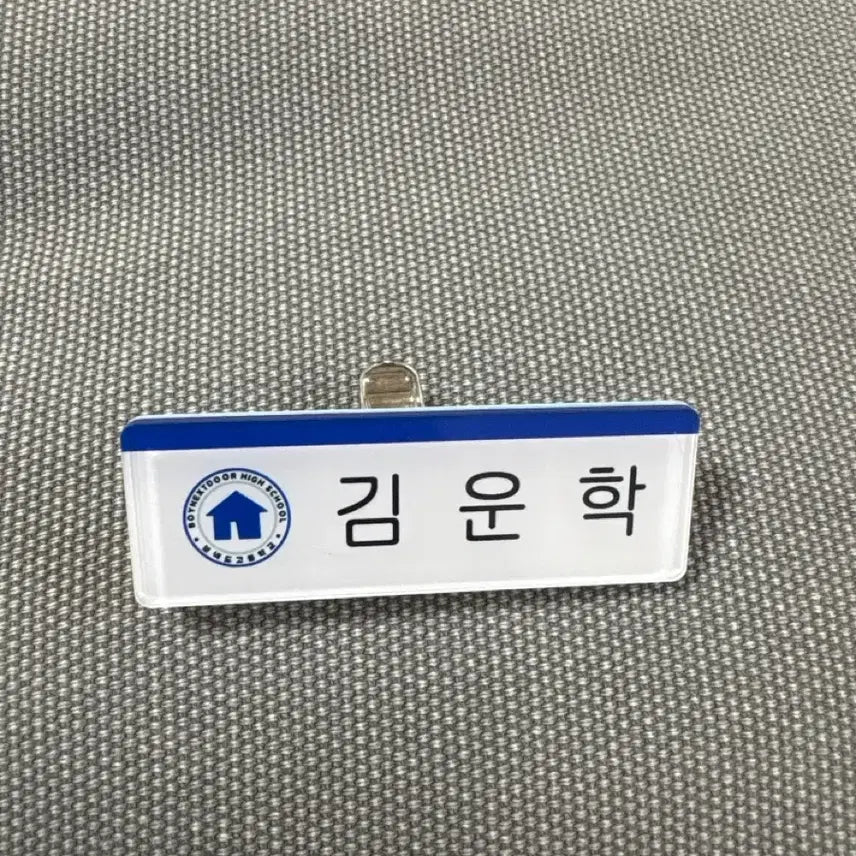 BOYNEXTDOOR HIGH SCHOOL
김 운 학